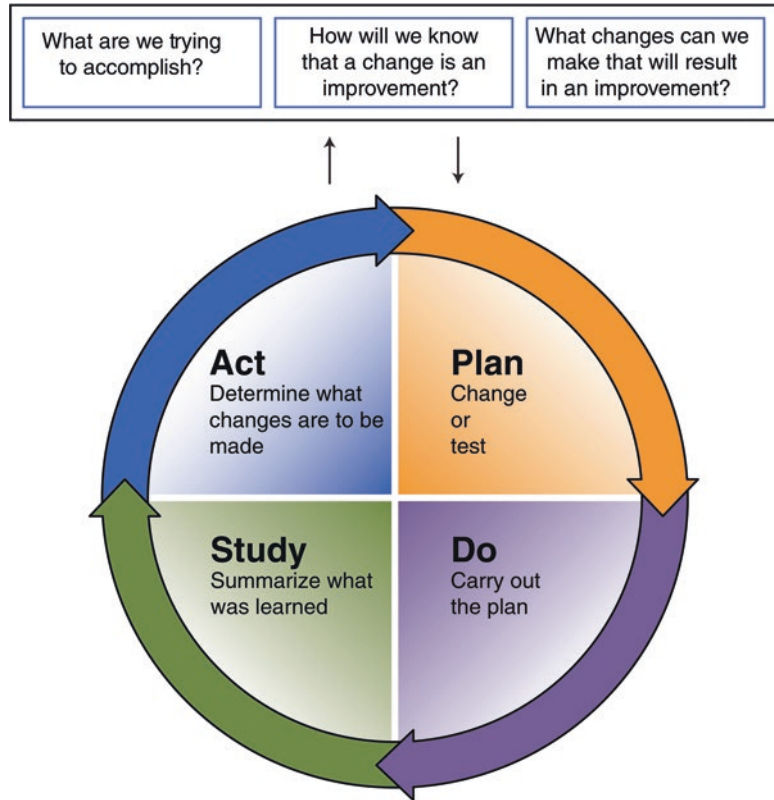 What are we trying
to accomplish?
How will we know
that a change is an
improvement?
What changes can we
make that will result
in an improvement?
Act
Determine what
changes are to be
made
Plan
Change
or
test
Study
Summarize what
was learned
Do
Carry out
the plan